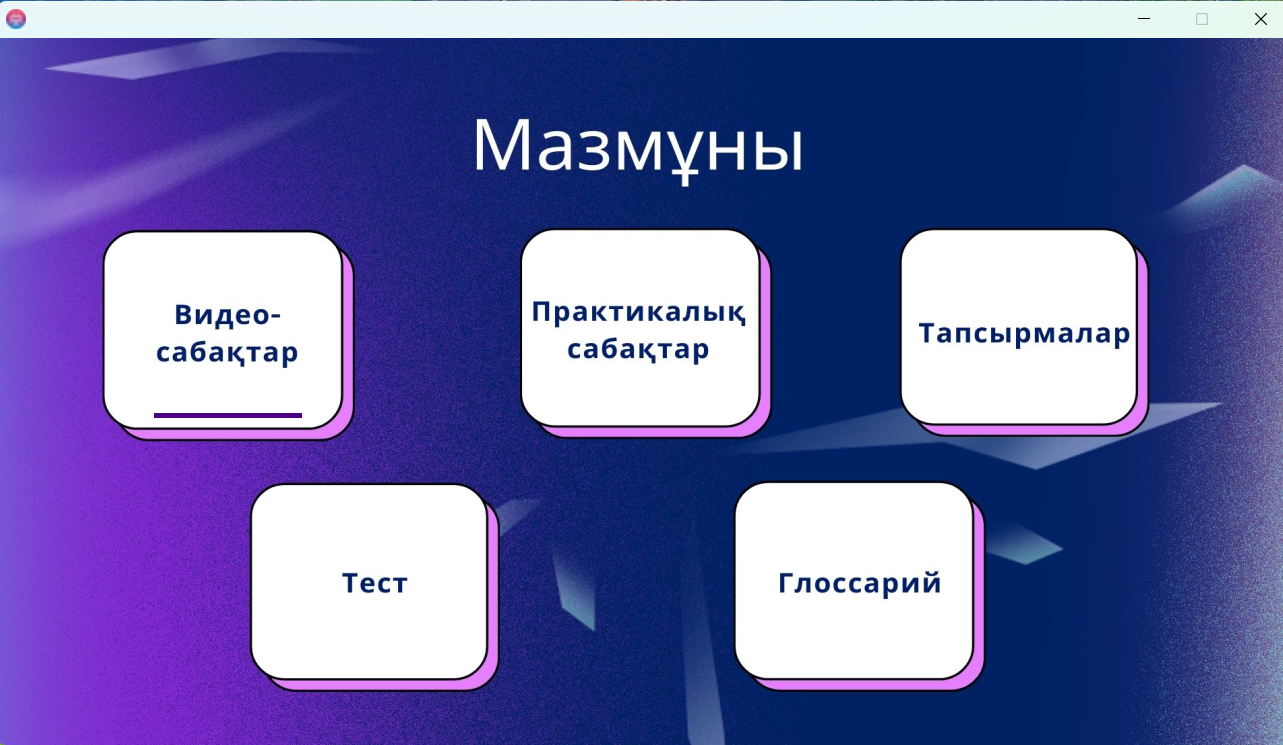 Мазмұны
Видео-
сабақтар
Практикалық
сабақтар
Тапсырмалар
Тест
Глоссарий